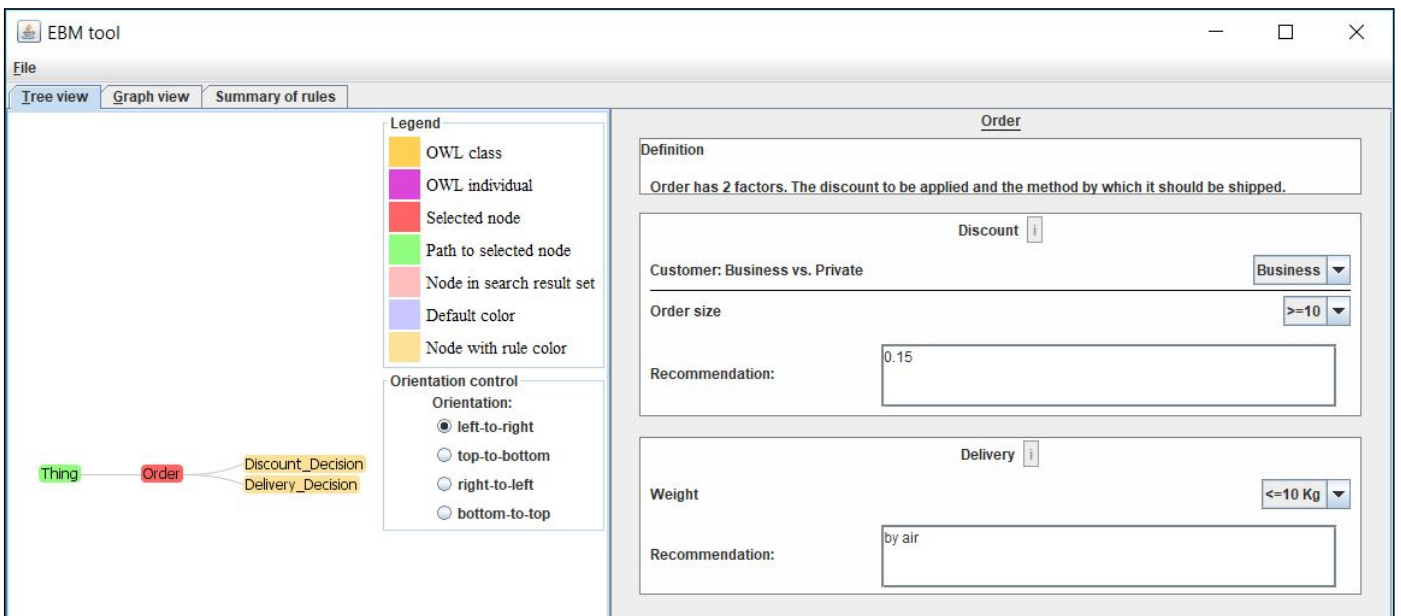 EBM tool
File
Tree view Graph view Summary of rules
Legend
OWL class
OWL individual
Selected node
Path to selected node
Node in search result set
Default color
Node with rule color
Orientation control
Orientation:
left-to-right
top-to-bottom
right-to-left
bottom-to-top
Thing Order Discount_Decision
Delivery_Decision
Order
Definition
Order has 2 factors. The discount to be applied and the method by which it should be shipped.
Discount i
Customer: Business vs. Private Business
Order size >=10
Recommendation: 0.15
Delivery i
Weight <=10 Kg
Recommendation: by air